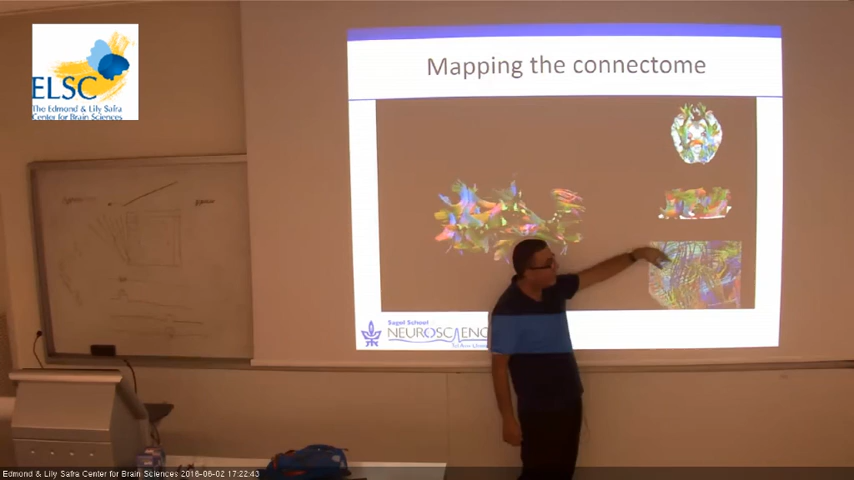 ELSC
The Edmond & Lily Safra
Center for Brain Sciences
Mapping the connectome
Sagol School
NEUROSCIENC
Edmond & Lily Safra Center for Brain Sciences 2016-06-02 17:22:43